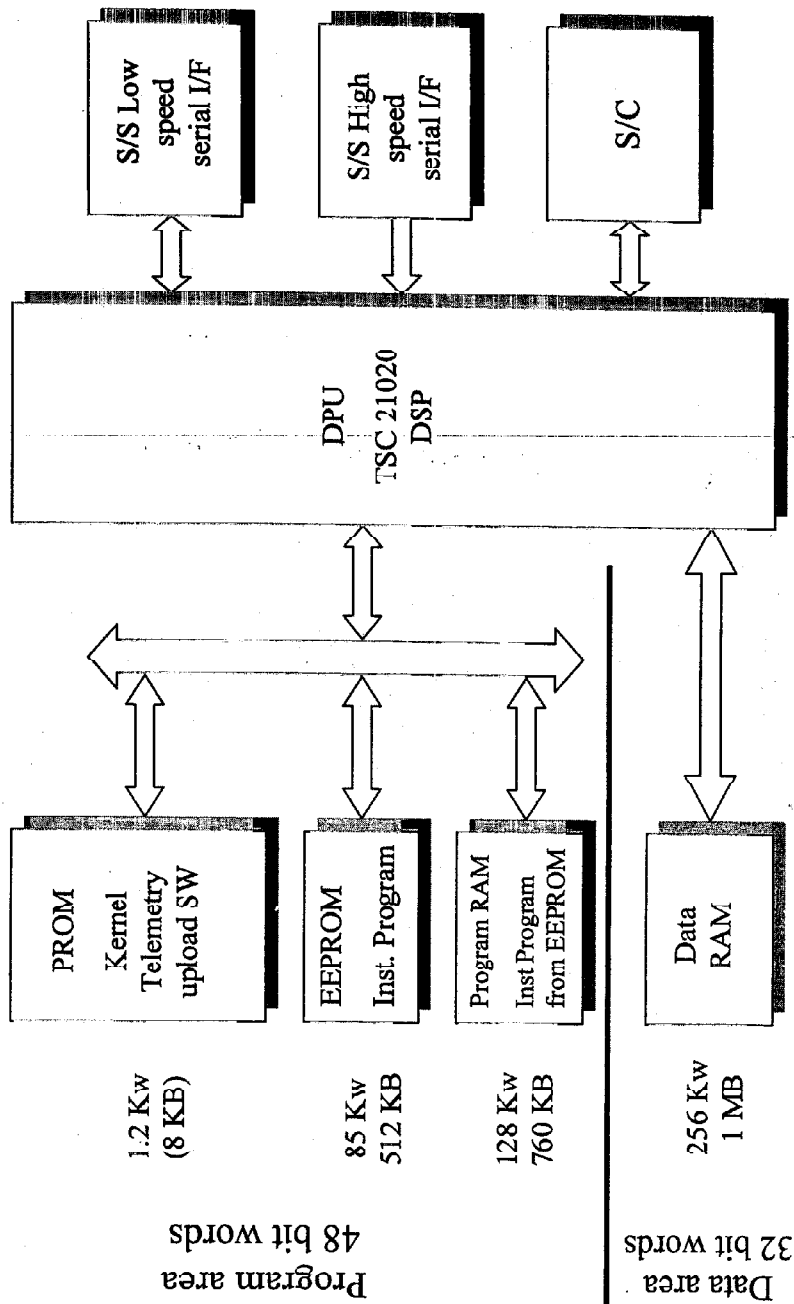 S/S Low
speed
serial I/F
S/S High
speed
serial I/F
S/C
DPU
TSC 21020
DSP
PROM
Kernel
Telemetry
upload SW
EEPROM
Inst. Program
Program RAM
Inst Program
from EEPROM
Data
RAM
1.2 Kw
(8 KB)
85 Kw
512 KB
128 Kw
760 KB
256 Kw
1 MB
Program area
48 bit words
Data area
32 bit words